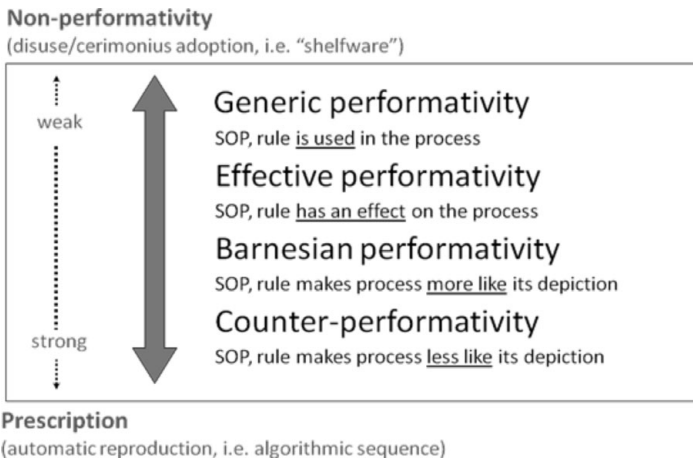 Non-performativity
(disuse/cerimonius adoption, i.e. “shelfware”)
weak
Generic performativity
SOP, rule is used in the process
Effective performativity
SOP, rule has an effect on the process
Barnesian performativity
SOP, rule makes process more like its depiction
strong
Counter-performativity
SOP, rule makes process less like its depiction
Prescription
(automatic reproduction, i.e. algorithmic sequence)